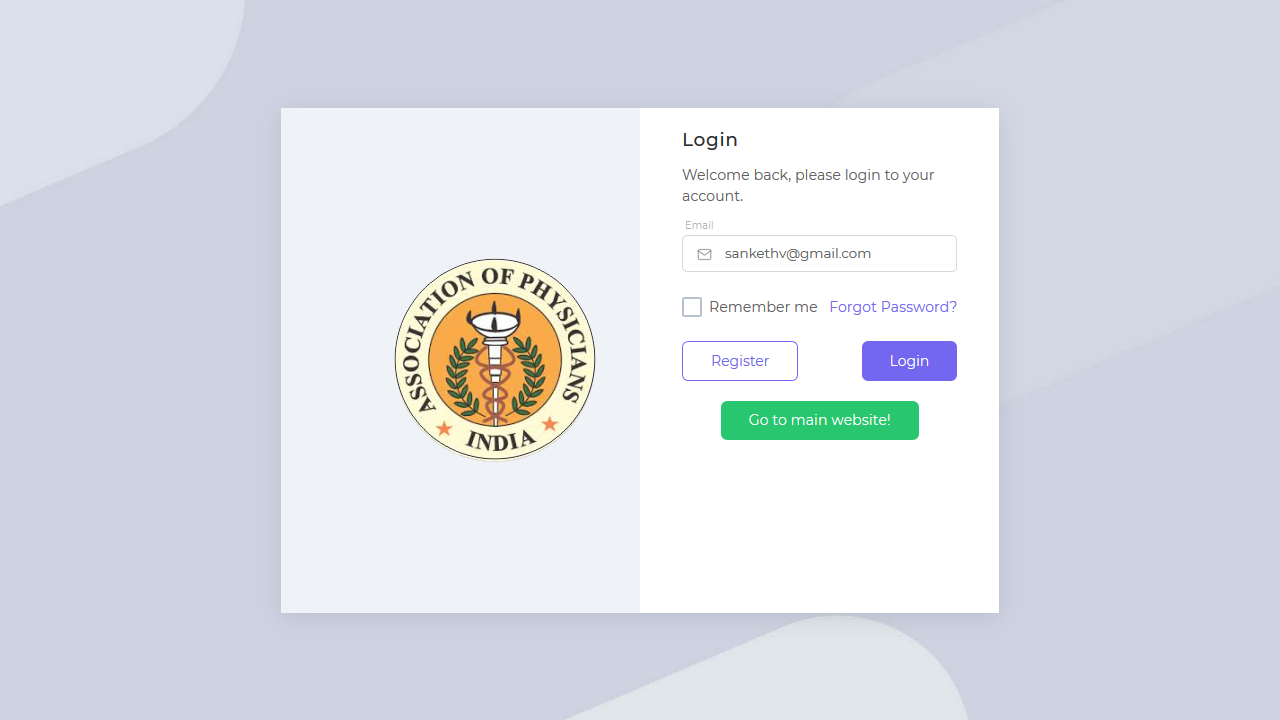 ASSOCIATION OF PHYSICIANS
INDIA
Login
Welcome back, please login to your
account.
Email
sankethv@gmail.com
Remember me
Forgot Password?
Register
Login
Go to main website!